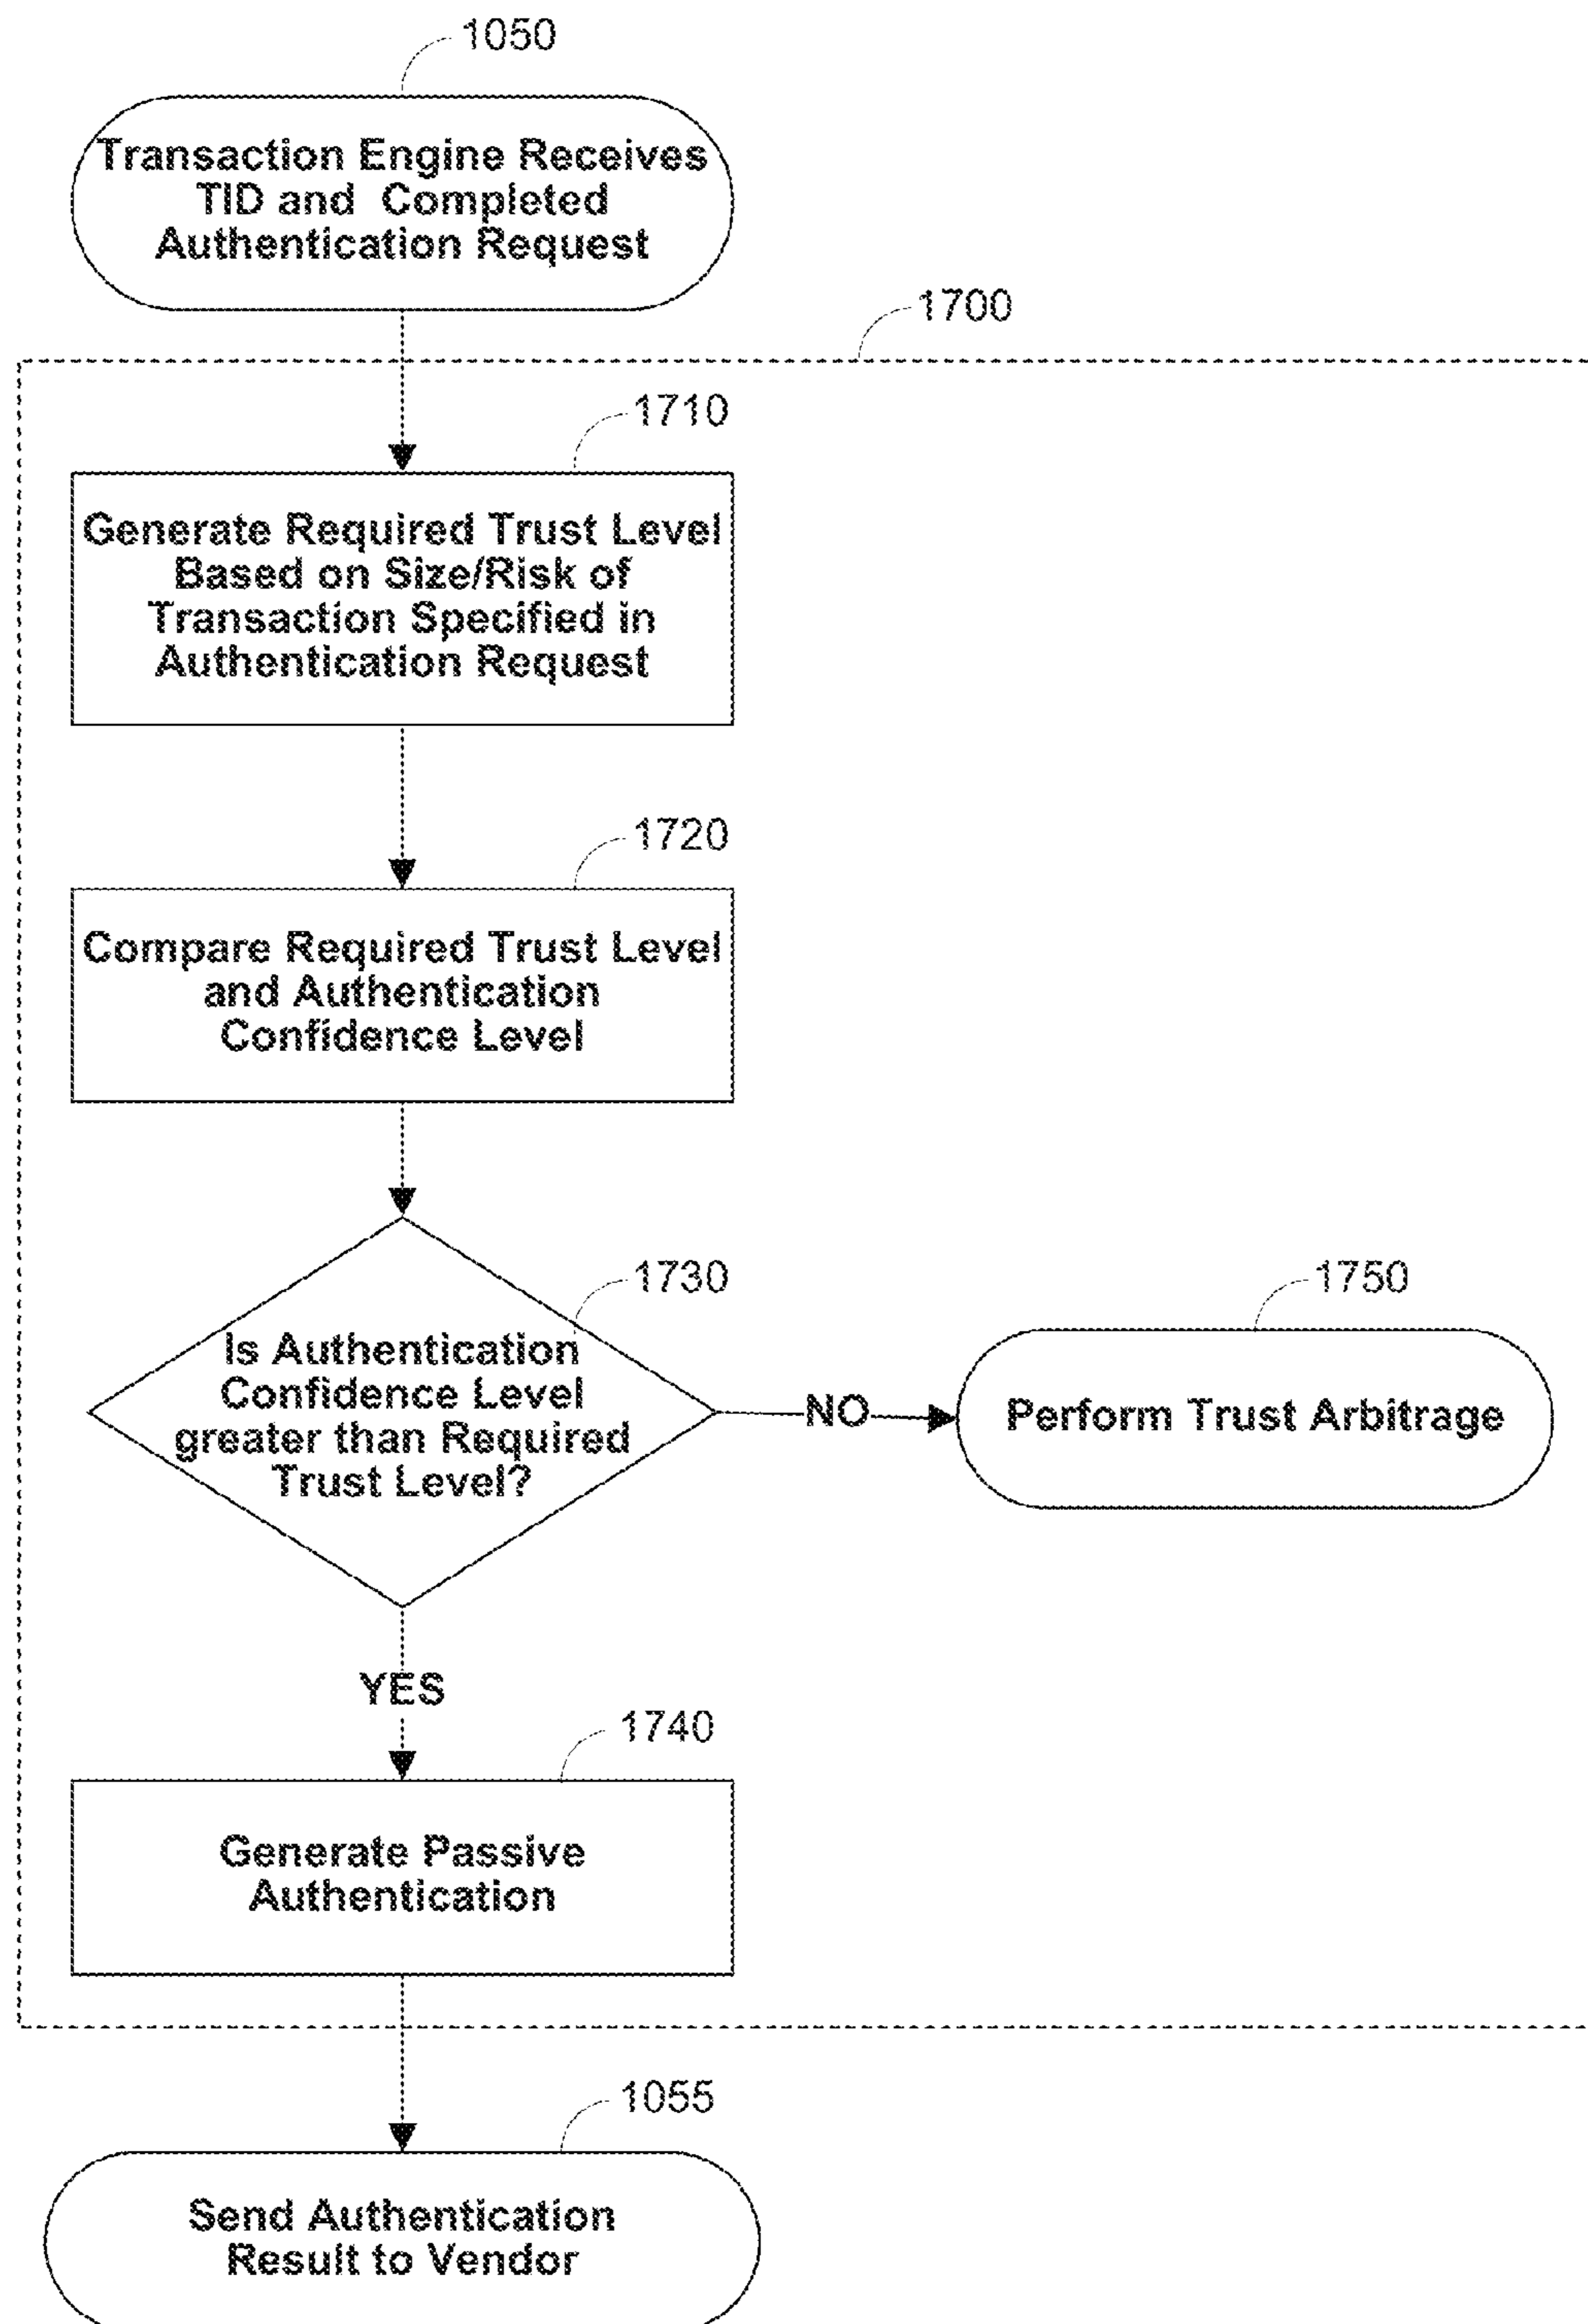 1050
Transaction Engine Receives
TID and Completed
Authentication Request
1700
1710
Generate Required Trust Level
Based on Size/Risk of
Transaction Specified in
Authentication Request
1720
Compare Required Trust Level
and Authentication
Confidence Level
1730
Is Authentication
Confidence Level
greater than Required
Trust Level?
NO
1750
Perform Trust Arbitrage
YES
1740
Generate Passive
Authentication
1055
Send Authentication
Result to Vendor